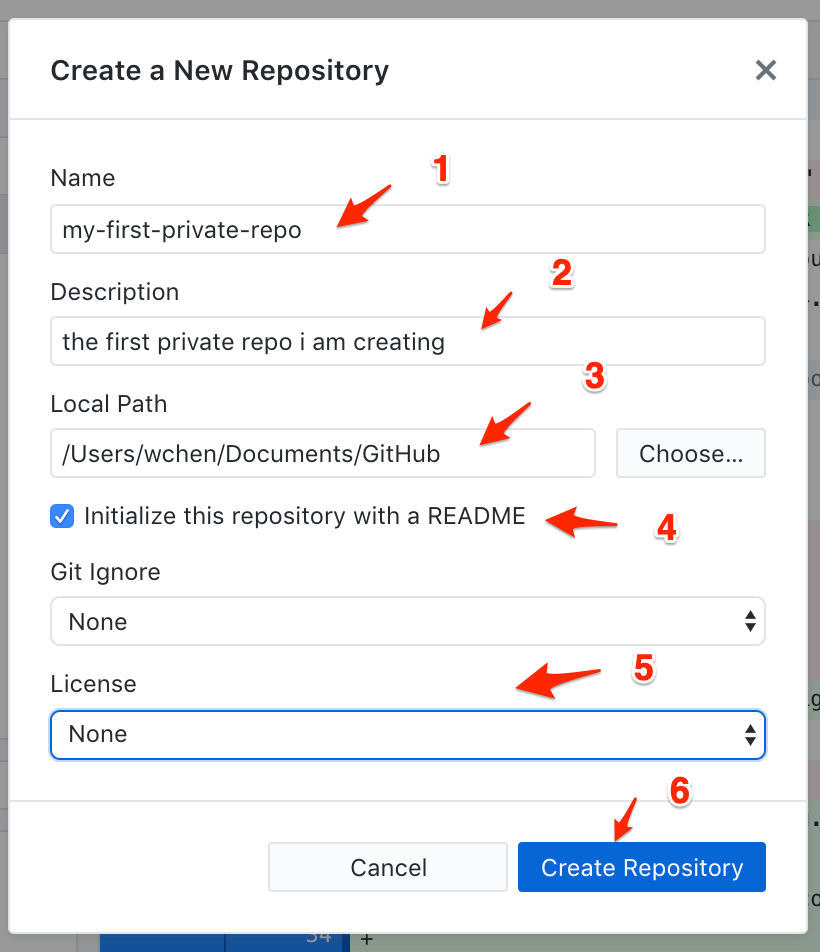 Create a New Repository
1
Name
my-first-private-repo
2
Description
the first private repo i am creating
3
Local Path
/Users/wchen/Documents/GitHub
Choose...
Initialize this repository with a README
4
Git Ignore
None
5
License
None
6
Cancel
Create Repository
+